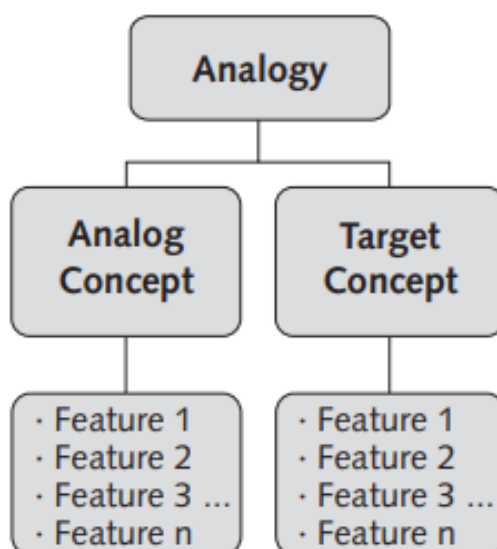 Analogy
Analog
Concept
Target
Concept
· Feature 1
· Feature 2
· Feature 3 ...
· Feature n
· Feature 1
· Feature 2
· Feature 3 ...
· Feature n